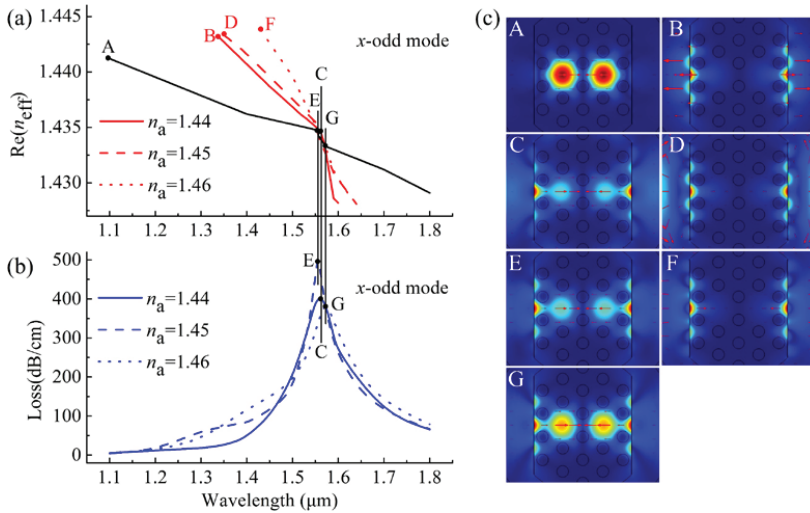 (a)
x-odd mode
A
B
D
F
C
E
G
1.440
1.435
1.430
Re(neff)
na=1.44
na=1.45
na=1.46
1.1 1.2 1.3 1.4 1.5 1.6 1.7 1.8
(b)
x-odd mode
E
G
C
500
400
300
200
100
0
Loss(dB/cm)
na=1.44
na=1.45
na=1.46
1.1 1.2 1.3 1.4 1.5 1.6 1.7 1.8
Wavelength (μm)
(c)
A
B
C
D
E
F
G